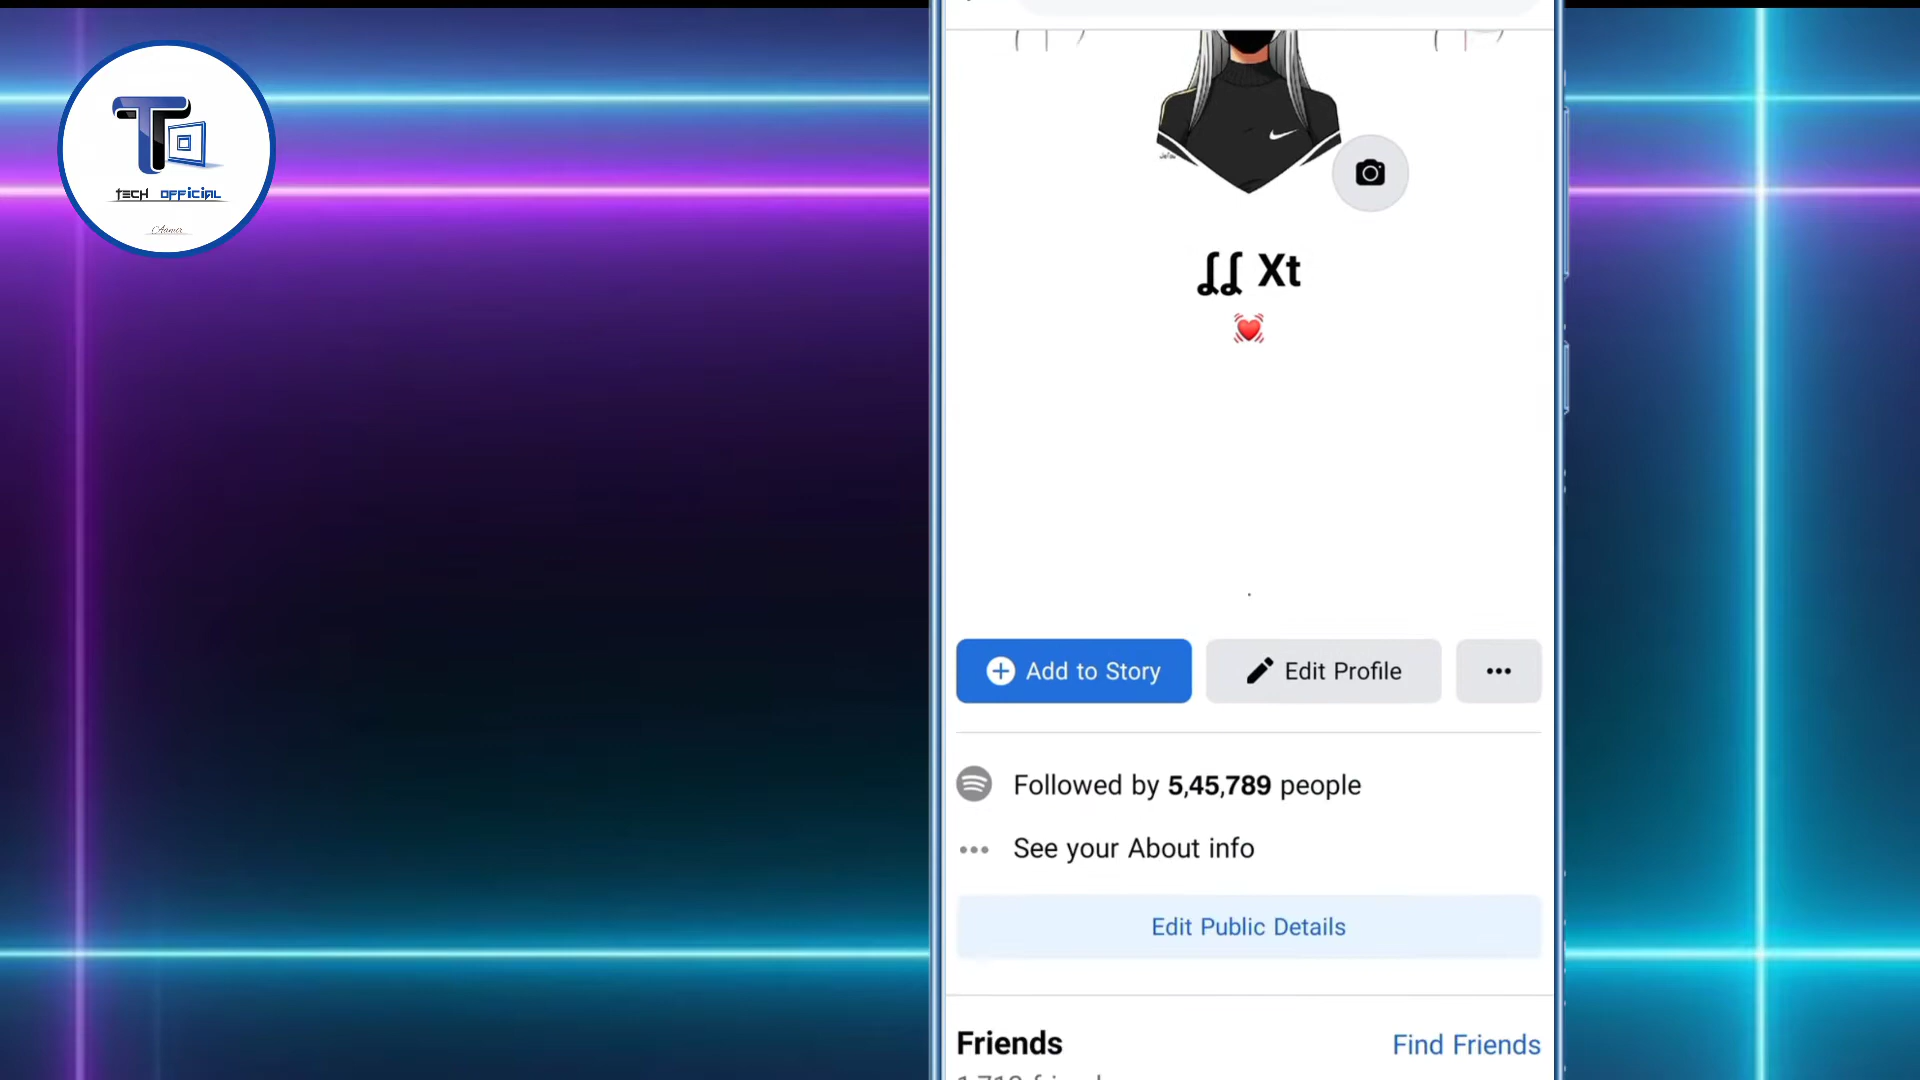 TECH OFFICIAL
Xt
Add to Story
Edit Profile
Followed by 5,45,789 people
See your About info
Edit Public Details
Friends
Find Friends